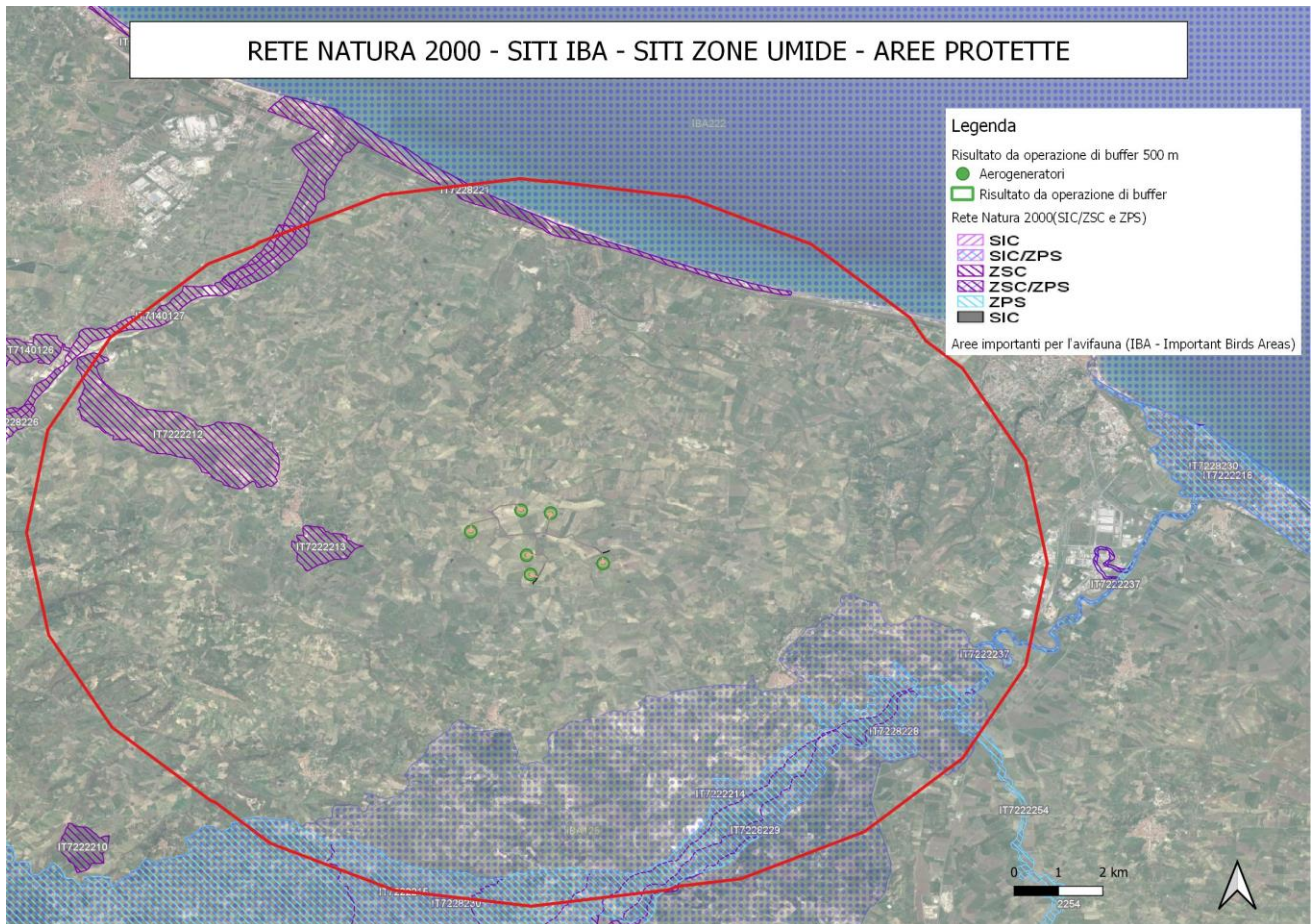 RETE NATURA 2000 - SITI IBA - SITI ZONE UMIDE - AREE PROTETTE
IBA222
Legenda
Risultato da operazione di buffer 500 m
Aerogeneratori
Risultato da operazione di buffer
Rete Natura 2000(SIC/ZSC e ZPS)
SIC
SIC/ZPS
ZSC
ZSC/ZPS
ZPS
SIC
Aree importanti per l'avifauna (IBA - Important Birds Areas)
IT7228221
IT7140127
IT7140126
28226
IT7222212
IT7228230
IT7222213
IT7222237
IT7222237
IT7228228
IT7222214
IT7222254
IT7228229
IT7222210
IT7228230
0 1 2 km
2254